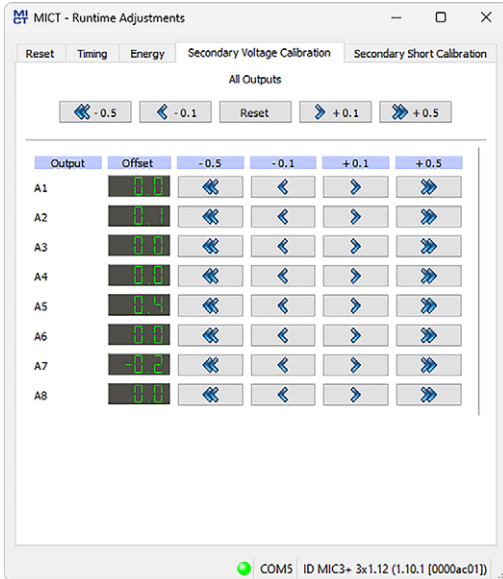 MICT MICT - Runtime Adjustments
Reset Timing Energy Secondary Voltage Calibration Secondary Short Calibration
All Outputs
- 0.5 - 0.1 Reset + 0.1 + 0.5
Output Offset - 0.5 - 0.1 + 0.1 + 0.5
A1 0.0
A2 0.1
A3 0.0
A4 0.0
A5 0.4
A6 0.0
A7 -0.2
A8 0.0
COM5 ID MIC3+ 3x1.12 (1.10.1 [0000ac01])